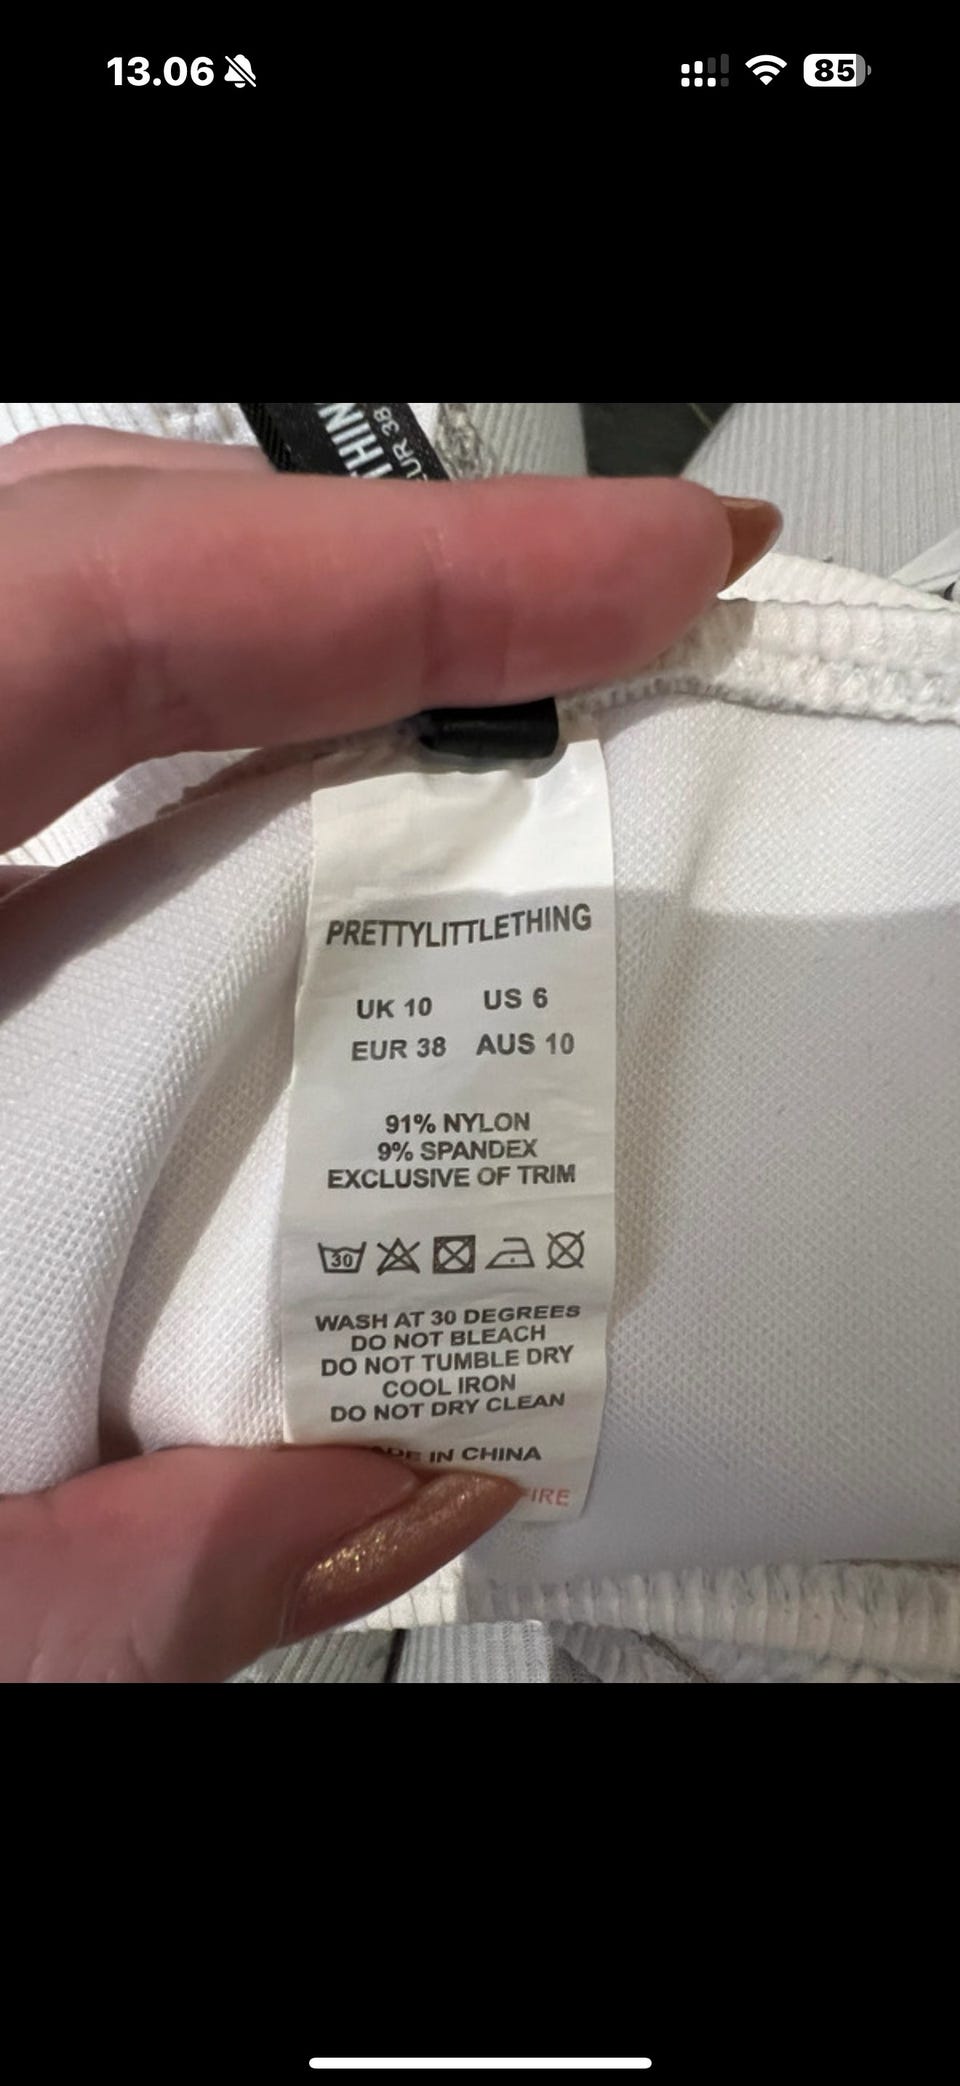 13.06
85
THIN
EUR 38
PRETTYLITTLETHING
UK 10 US 6
EUR 38 AUS 10
91% NYLON
9% SPANDEX
EXCLUSIVE OF TRIM
30
WASH AT 30 DEGREES
DO NOT BLEACH
DO NOT TUMBLE DRY
COOL IRON
DO NOT DRY CLEAN
IN CHINA